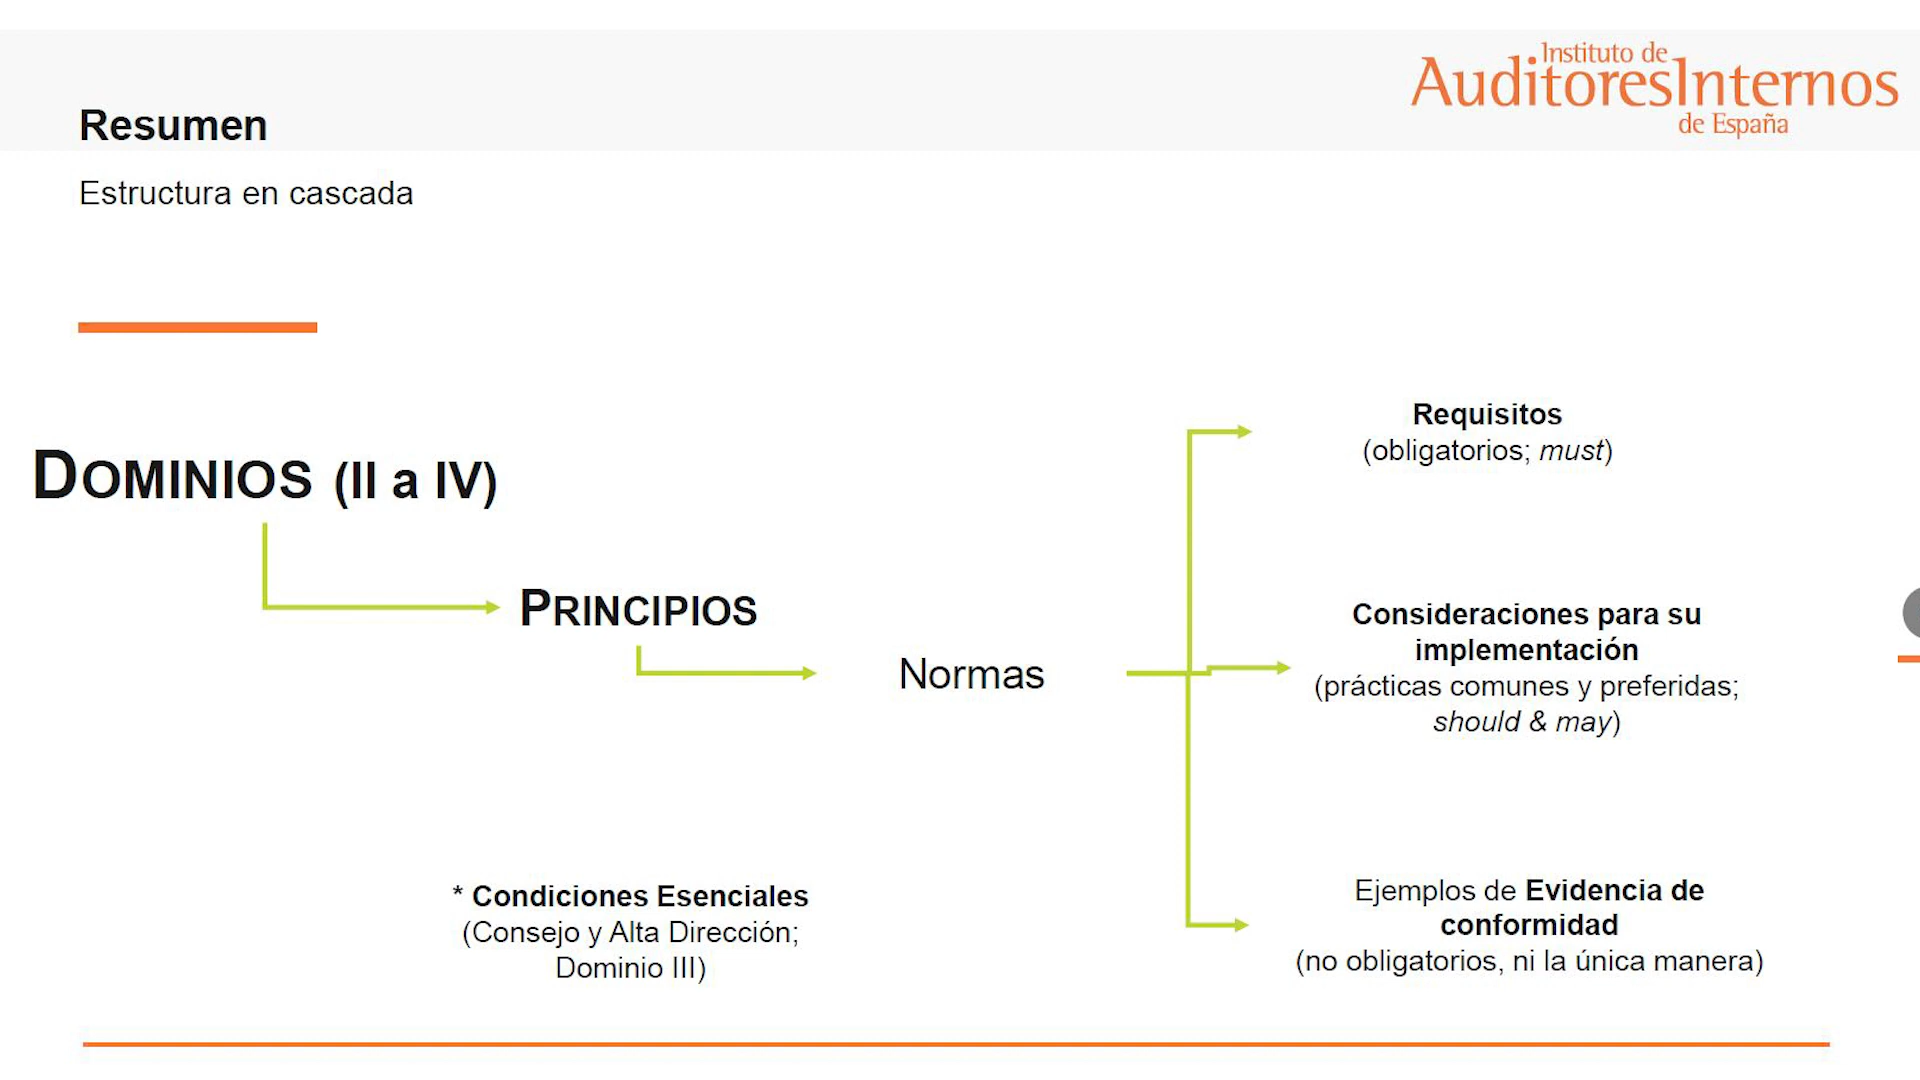 Instituto de
AuditoresInternos
de España
Resumen
Estructura en cascada
DOMINIOS (II a IV)
PRINCIPIOS
Normas
Requisitos
(obligatorios; must)
Consideraciones para su
implementación
(prácticas comunes y preferidas;
should & may)
Ejemplos de Evidencia de
conformidad
(no obligatorios, ni la única manera)
* Condiciones Esenciales
(Consejo y Alta Dirección;
Dominio III)